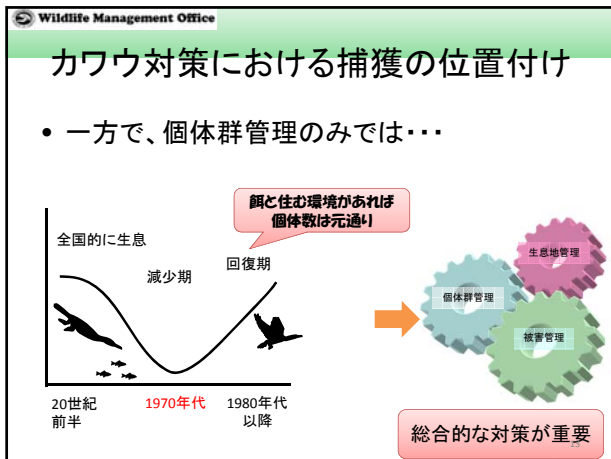 Wildlife Management Office
カワウ対策における捕獲の位置付け
• 一方で、個体群管理のみでは・・・
餌と住む環境があれば
個体数は元通り
全国的に生息
減少期
回復期
生息地管理
個体群管理
被害管理
20世紀
前半
1970年代
1980年代
以降
総合的な対策が重要